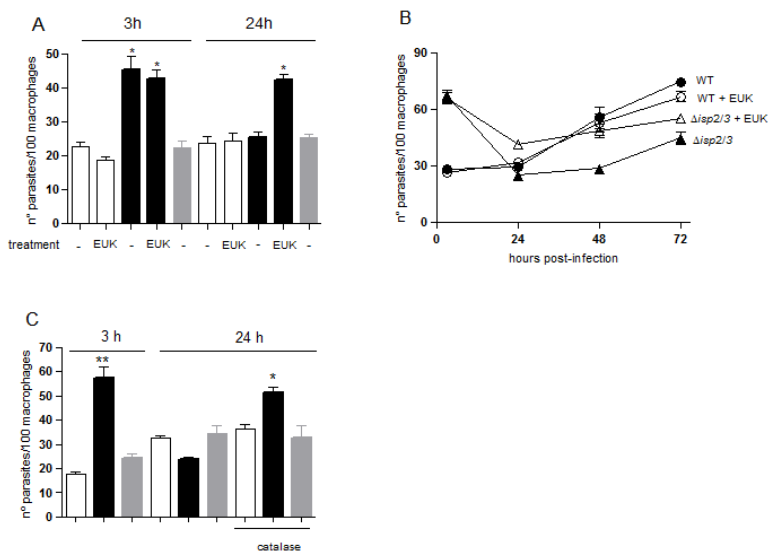 A
3h
24h
n° parasites/100 macrophages
50
40
30
20
10
0
*
*
*
treatment - EUK - EUK - - EUK - EUK -
B
n° parasites/100 macrophages
90
60
30
0
0 24 48 72
hours post-infection
WT
WT + EUK
Δisp2/3 + EUK
Δisp2/3
C
3 h
24 h
n° parasites/100 macrophages
70
60
50
40
30
20
10
0
**
*
catalase